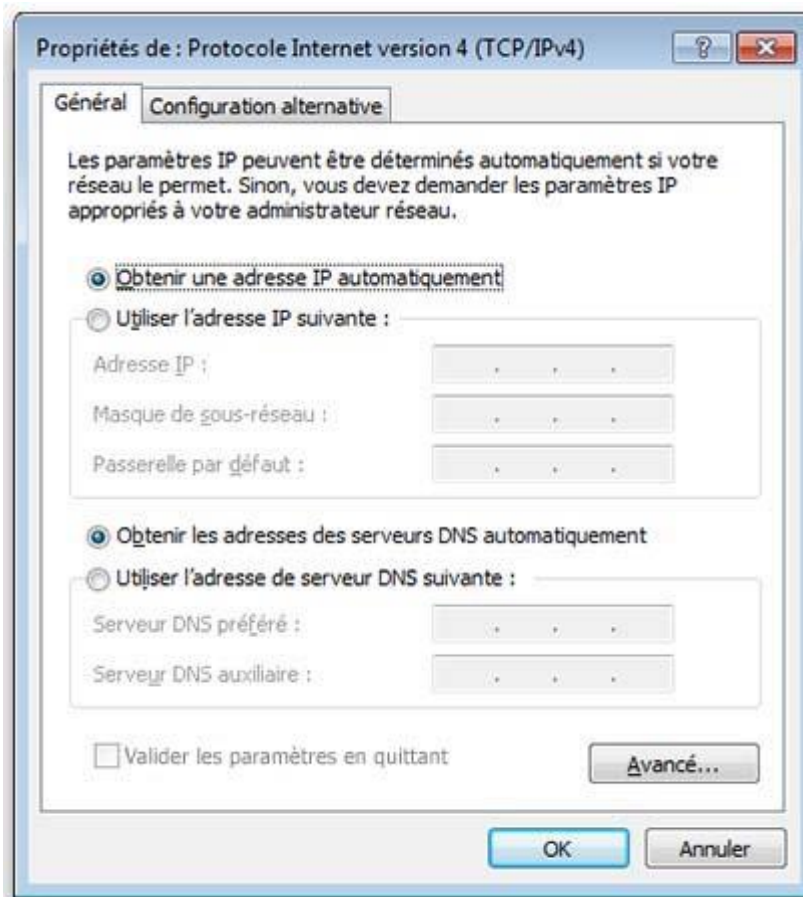 Propriétés de : Protocole Internet version 4 (TCP/IPv4)
Général
Configuration alternative
Les paramètres IP peuvent être déterminés automatiquement si votre
réseau le permet. Sinon, vous devez demander les paramètres IP
appropriés à votre administrateur réseau.
Obtenir une adresse IP automatiquement
Utiliser l'adresse IP suivante :
Adresse IP :
Masque de sous-réseau :
Passerelle par défaut :
Obtenir les adresses des serveurs DNS automatiquement
Utiliser l'adresse de serveur DNS suivante :
Serveur DNS préféré :
Serveur DNS auxiliaire :
Valider les paramètres en quittant
Avancé...
OK
Annuler